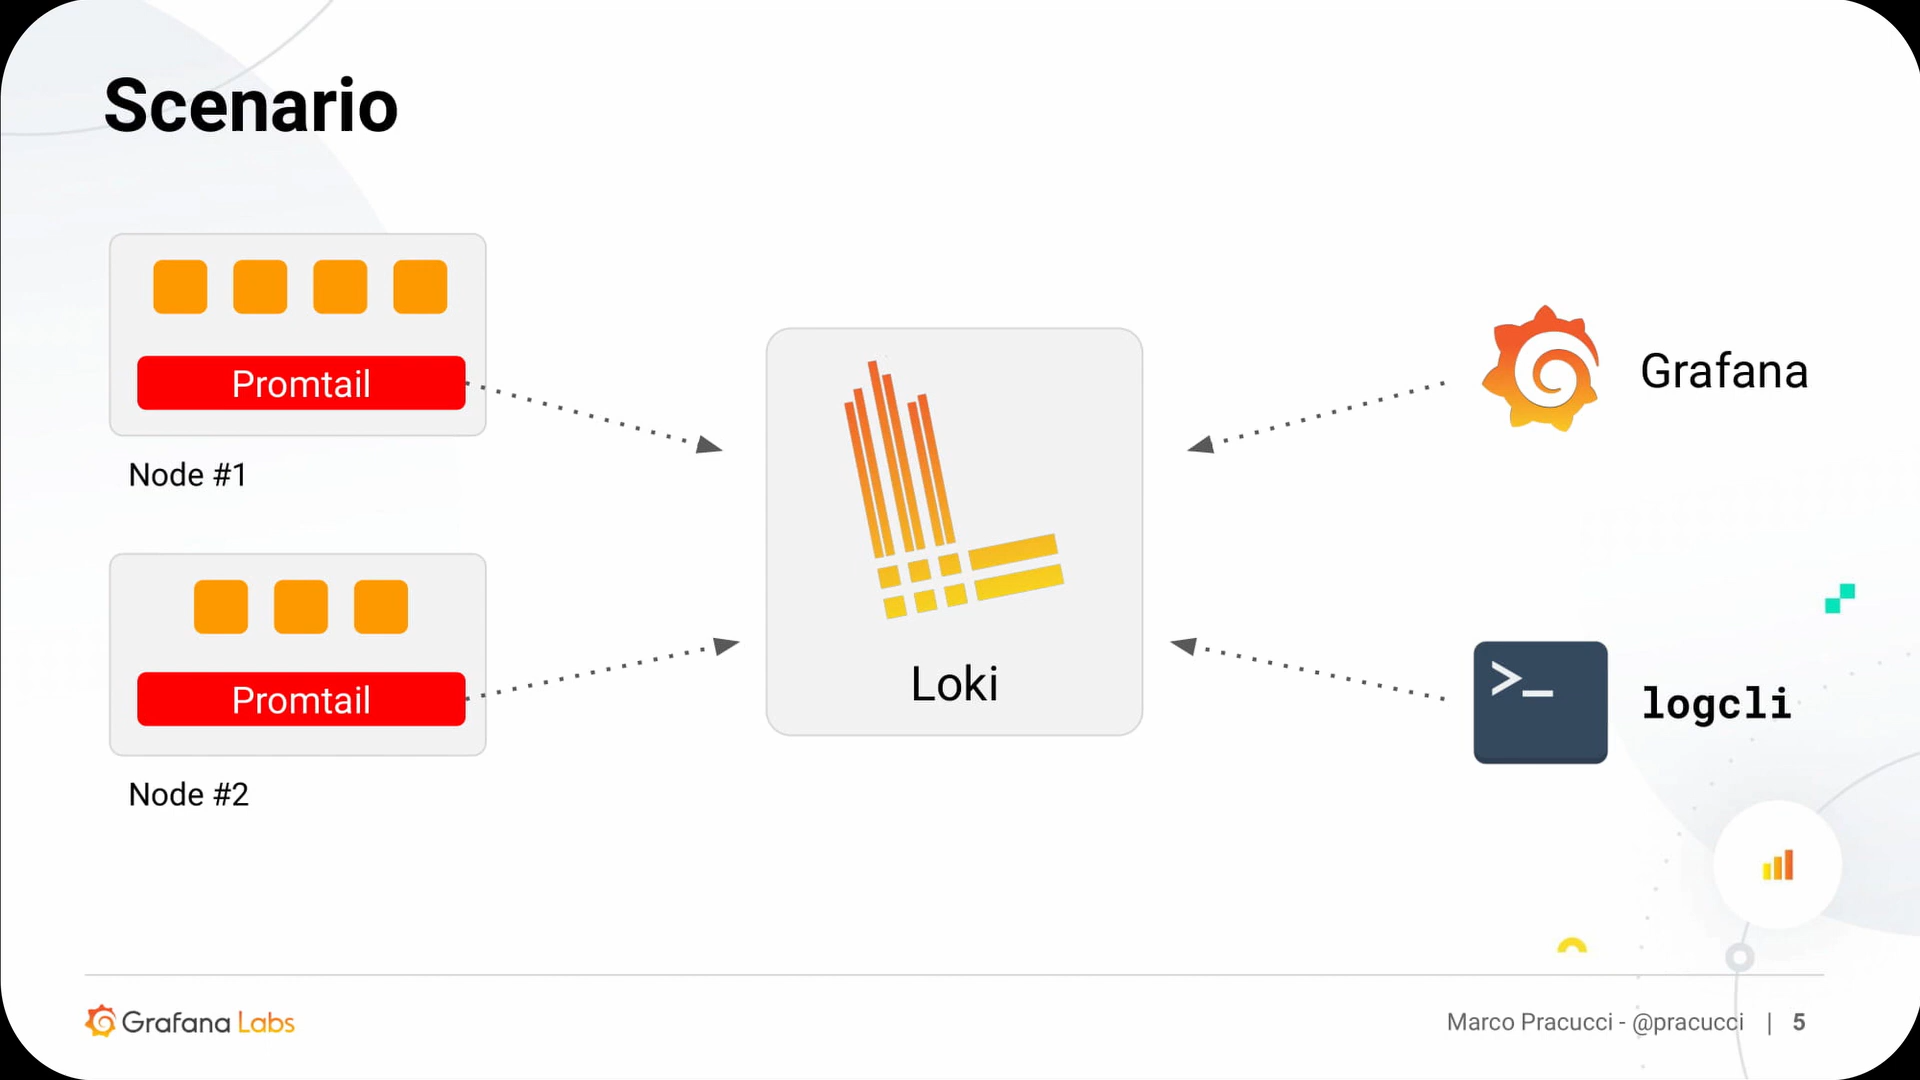 Scenario
Promtail
Node #1
Promtail
Node #2
Loki
Grafana
>_
logcli
Grafana Labs
Marco Pracucci - @pracucci | 5